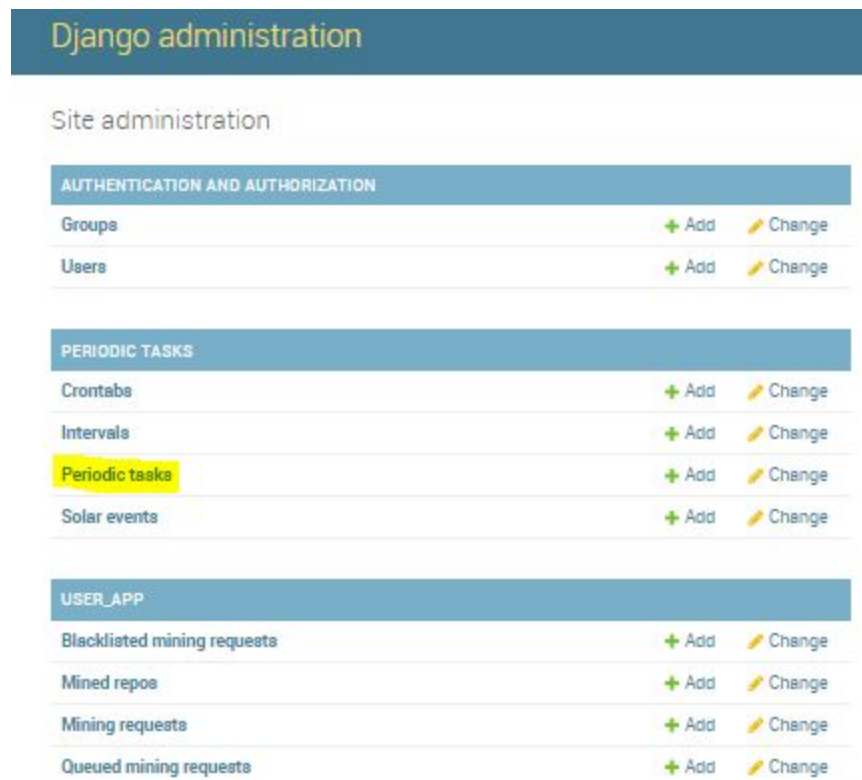 Django administration
Site administration
AUTHENTICATION AND AUTHORIZATION
Groups Add Change
Users Add Change
PERIODIC TASKS
Crontabs Add Change
Intervals Add Change
Periodic tasks Add Change
Solar events Add Change
USER_APP
Blacklisted mining requests Add Change
Mined repos Add Change
Mining requests Add Change
Queued mining requests Add Change